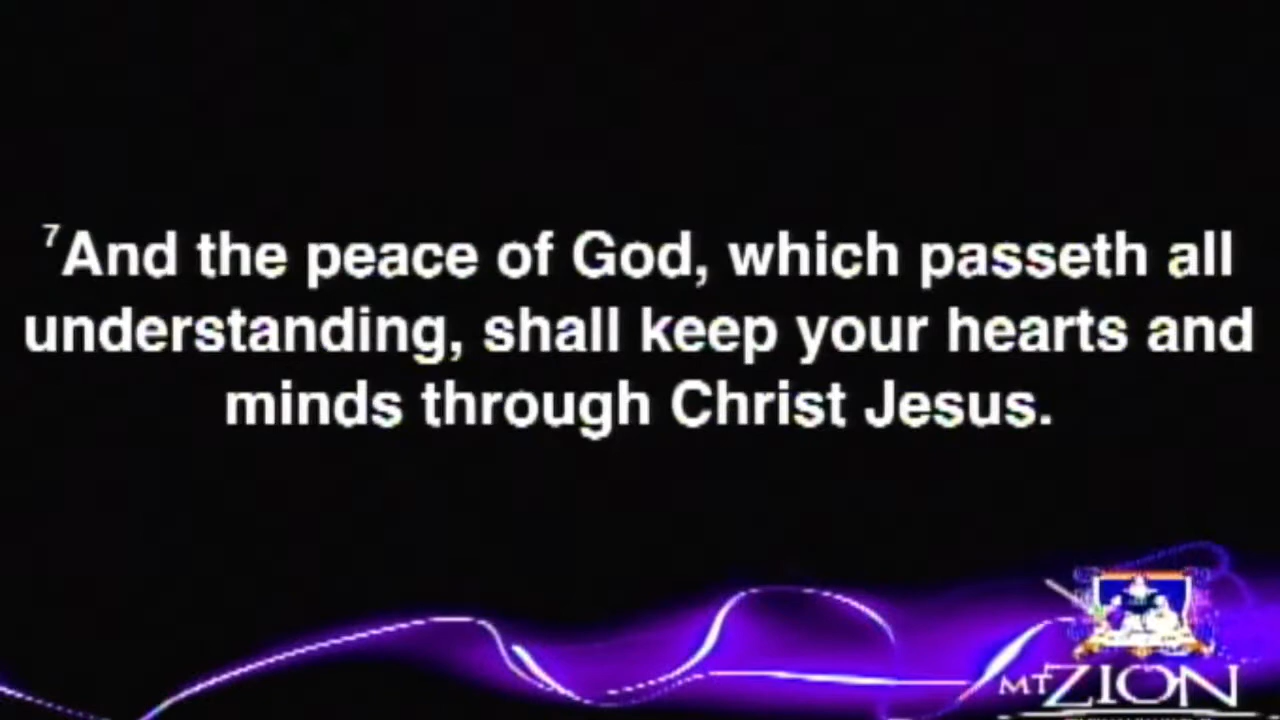 ⁷And the peace of God, which passeth all
understanding, shall keep your hearts and
minds through Christ Jesus.
MT ZION